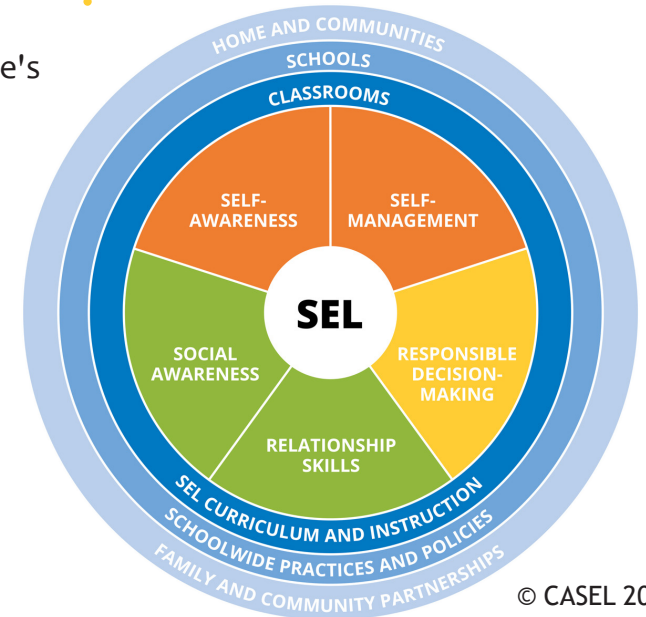 e's
HOME AND COMMUNITIES
SCHOOLS
CLASSROOMS
SELF-
AWARENESS
SELF-
MANAGEMENT
SEL
SOCIAL
AWARENESS
RESPONSIBLE
DECISION-
MAKING
RELATIONSHIP
SKILLS
SEL CURRICULUM AND INSTRUCTION
SCHOOLWIDE PRACTICES AND POLICIES
FAMILY AND COMMUNITY PARTNERSHIPS
© CASEL 20